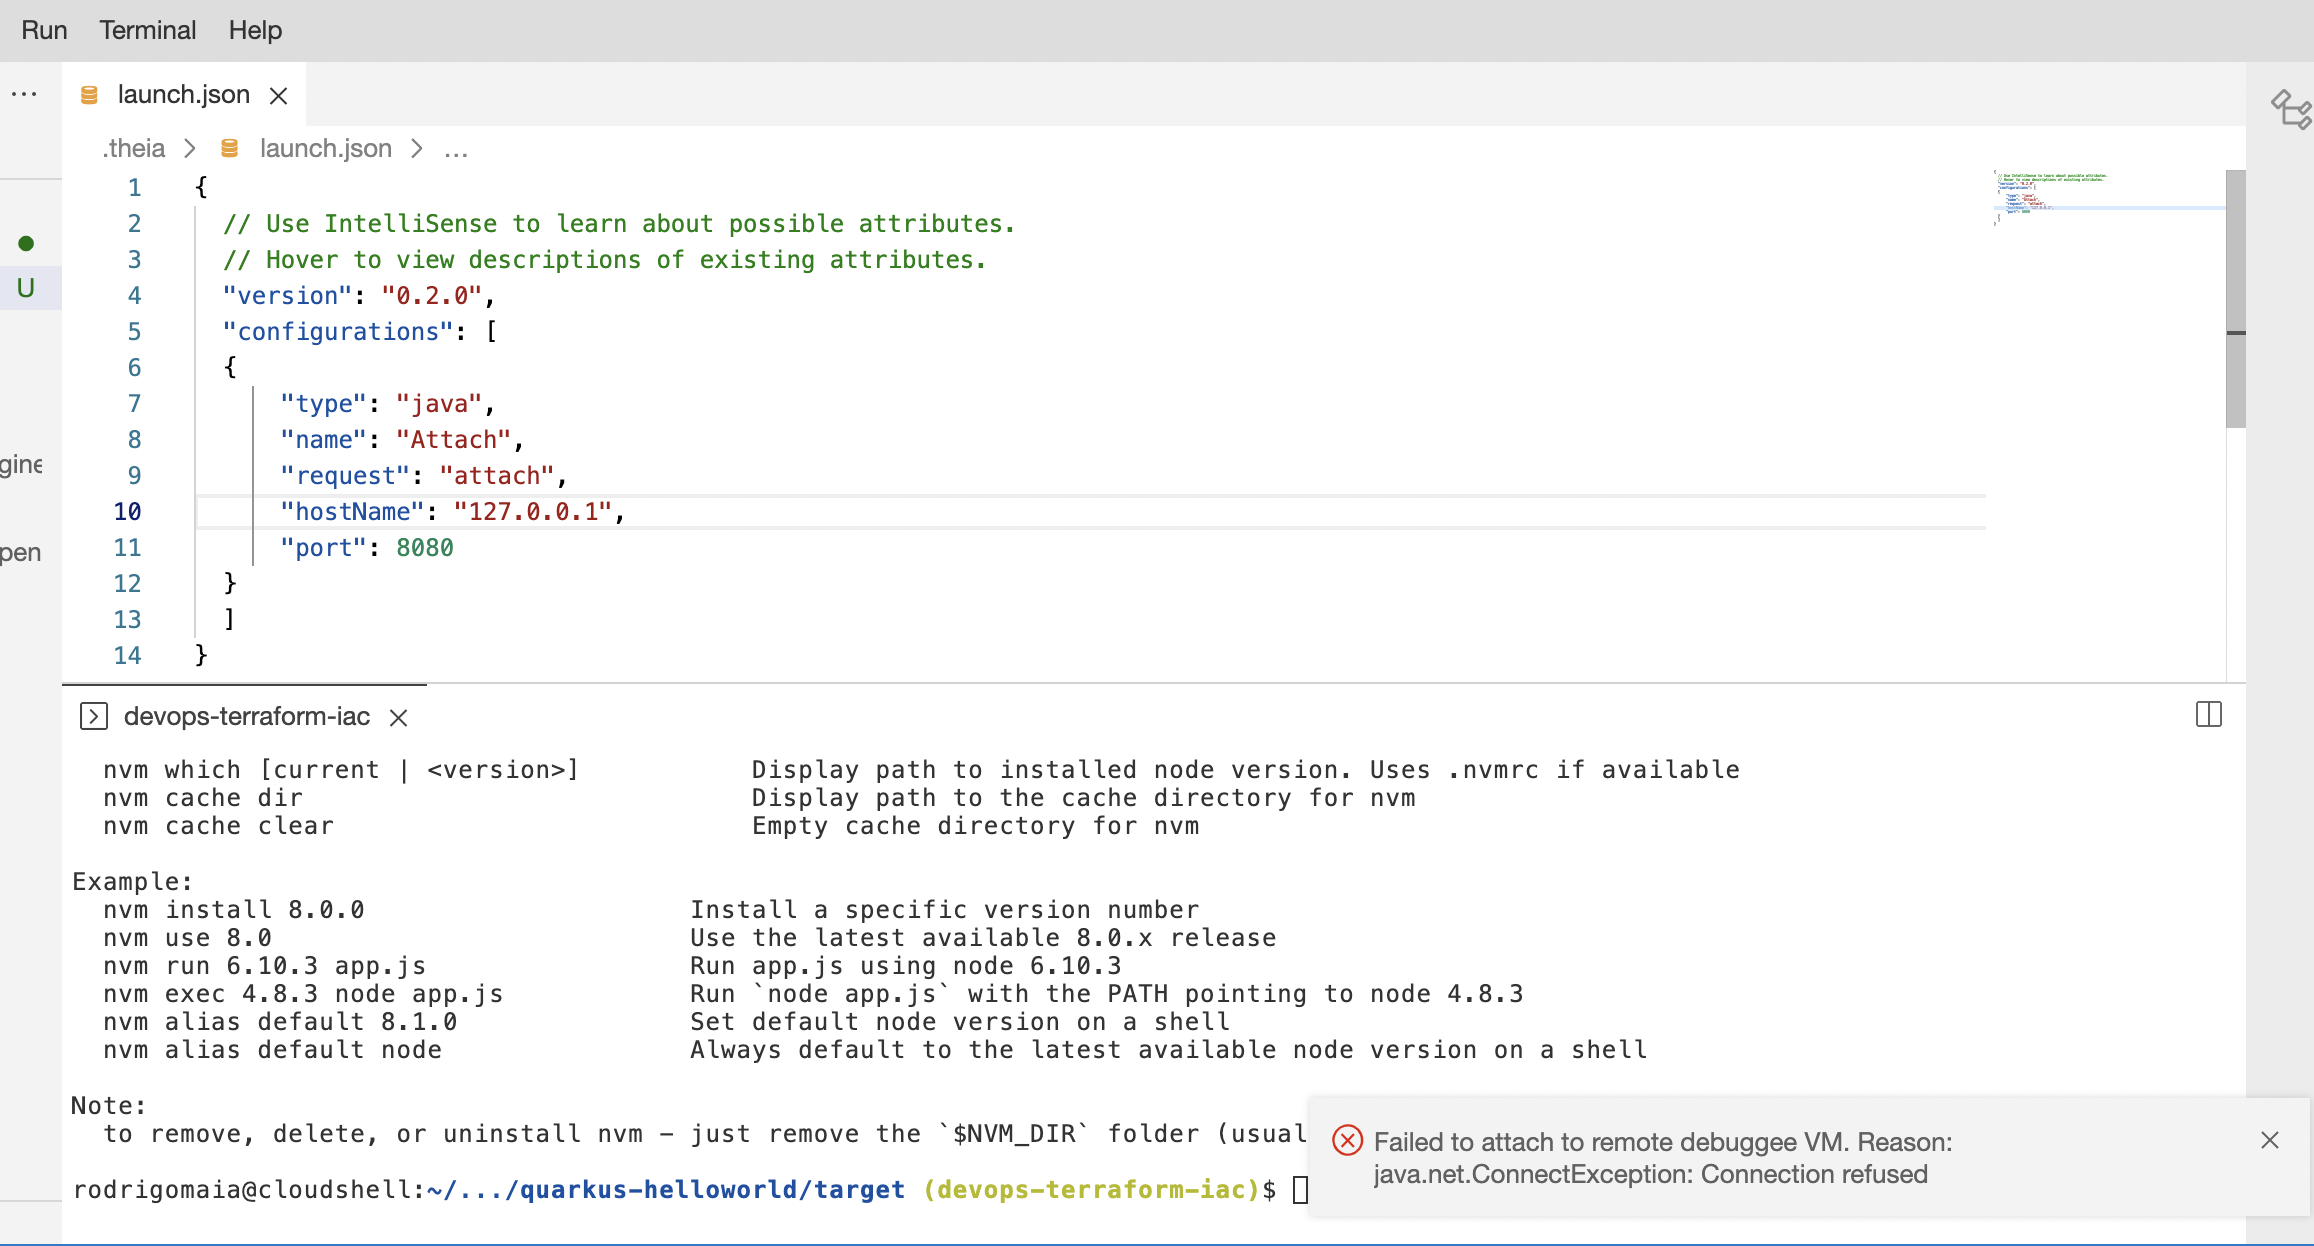 Run Terminal Help
...
launch.json
.theia > launch.json > ...
U
gine
pen
1 {
2 // Use IntelliSense to learn about possible attributes.
3 // Hover to view descriptions of existing attributes.
4 "version": "0.2.0",
5 "configurations": [
6 {
7 "type": "java",
8 "name": "Attach",
9 "request": "attach",
10 "hostName": "127.0.0.1",
11 "port": 8080
12 }
13 ]
14 }
devops-terraform-iac
nvm which [current | <version>] Display path to installed node version. Uses .nvmrc if available
nvm cache dir Display path to the cache directory for nvm
nvm cache clear Empty cache directory for nvm
Example:
nvm install 8.0.0 Install a specific version number
nvm use 8.0 Use the latest available 8.0.x release
nvm run 6.10.3 app.js Run app.js using node 6.10.3
nvm exec 4.8.3 node app.js Run `node app.js` with the PATH pointing to node 4.8.3
nvm alias default 8.1.0 Set default node version on a shell
nvm alias default node Always default to the latest available node version on a shell
Note:
to remove, delete, or uninstall nvm - just remove the `$NVM_DIR` folder (usual
rodrigomaia@cloudshell:~/.../quarkus-helloworld/target (devops-terraform-iac)$
Failed to attach to remote debuggee VM. Reason:
java.net.ConnectException: Connection refused